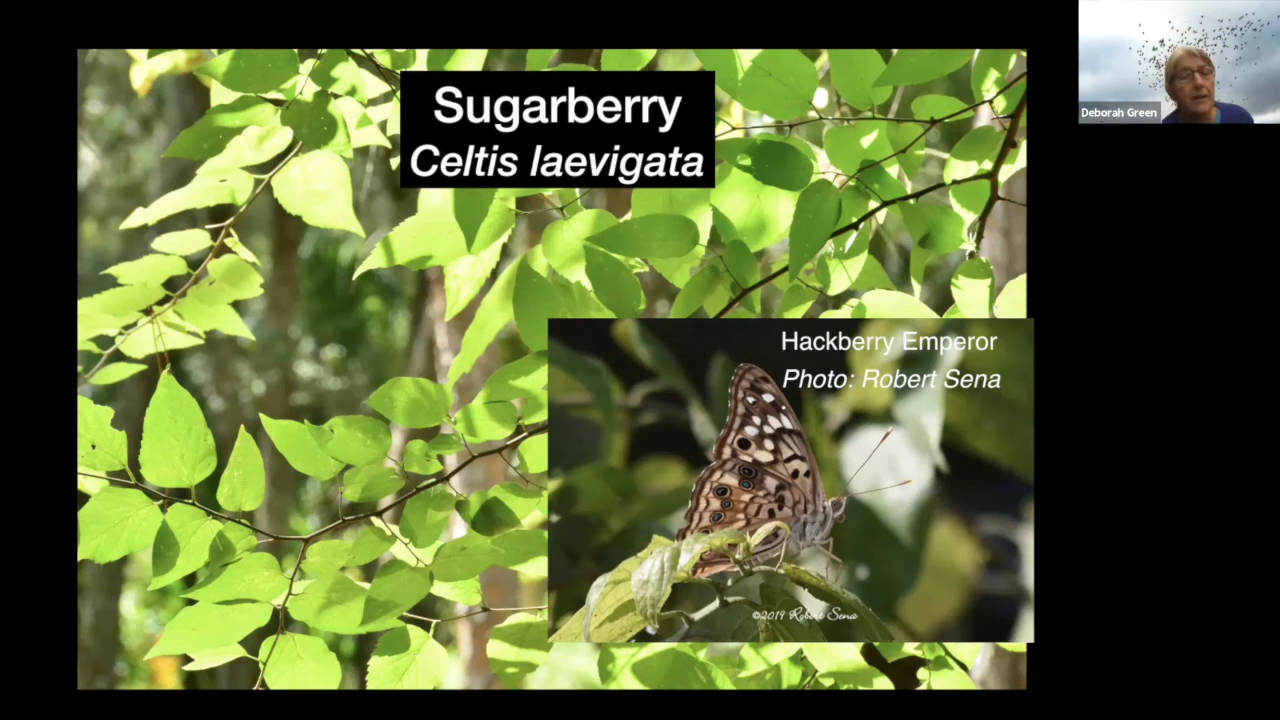 Sugarberry
Celtis laevigata
Hackberry Emperor
Photo: Robert Sena
©2019 Robert Sena
Deborah Green